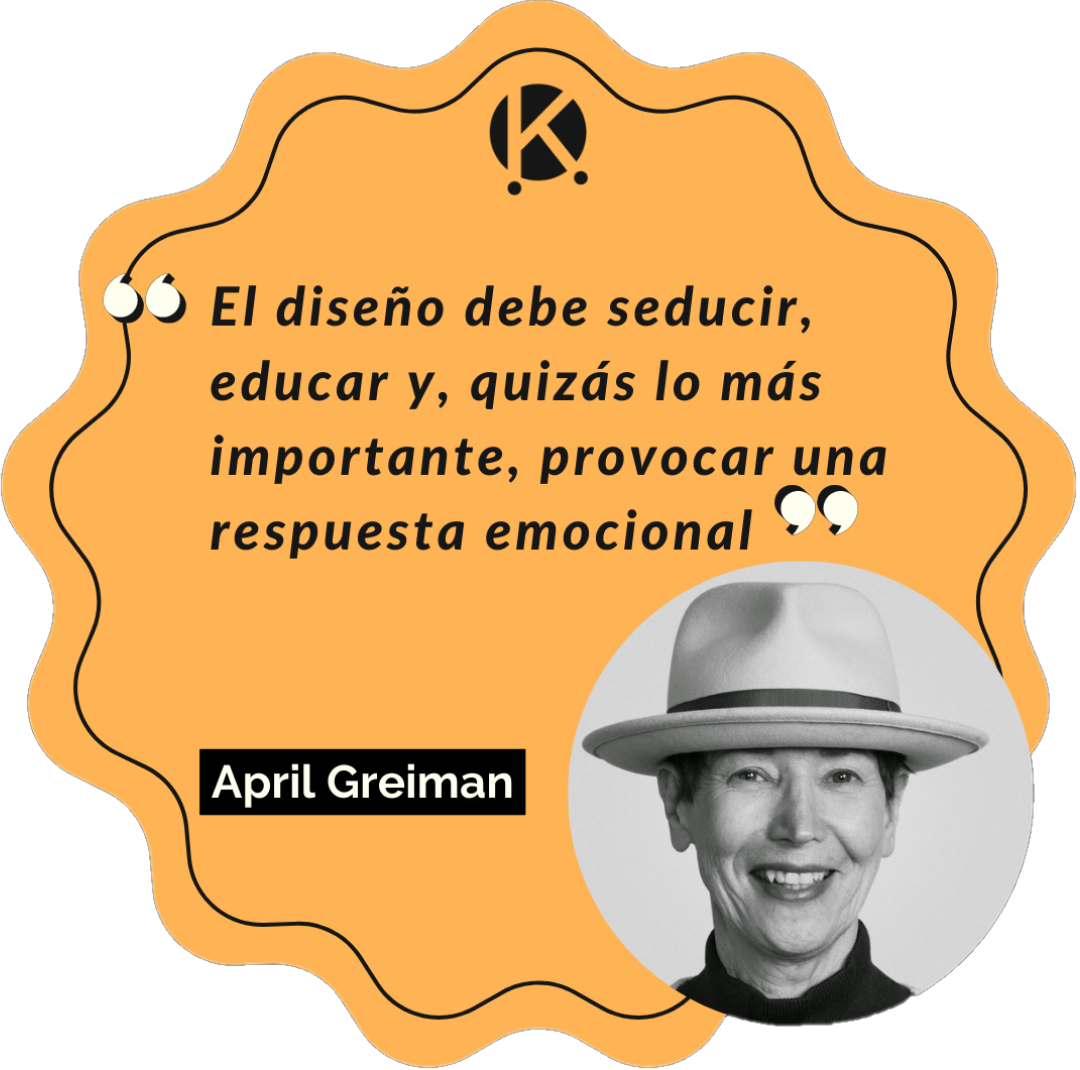 K
“ El diseño debe seducir,
educar y, quizás lo más
importante, provocar una
respuesta emocional ”
April Greiman